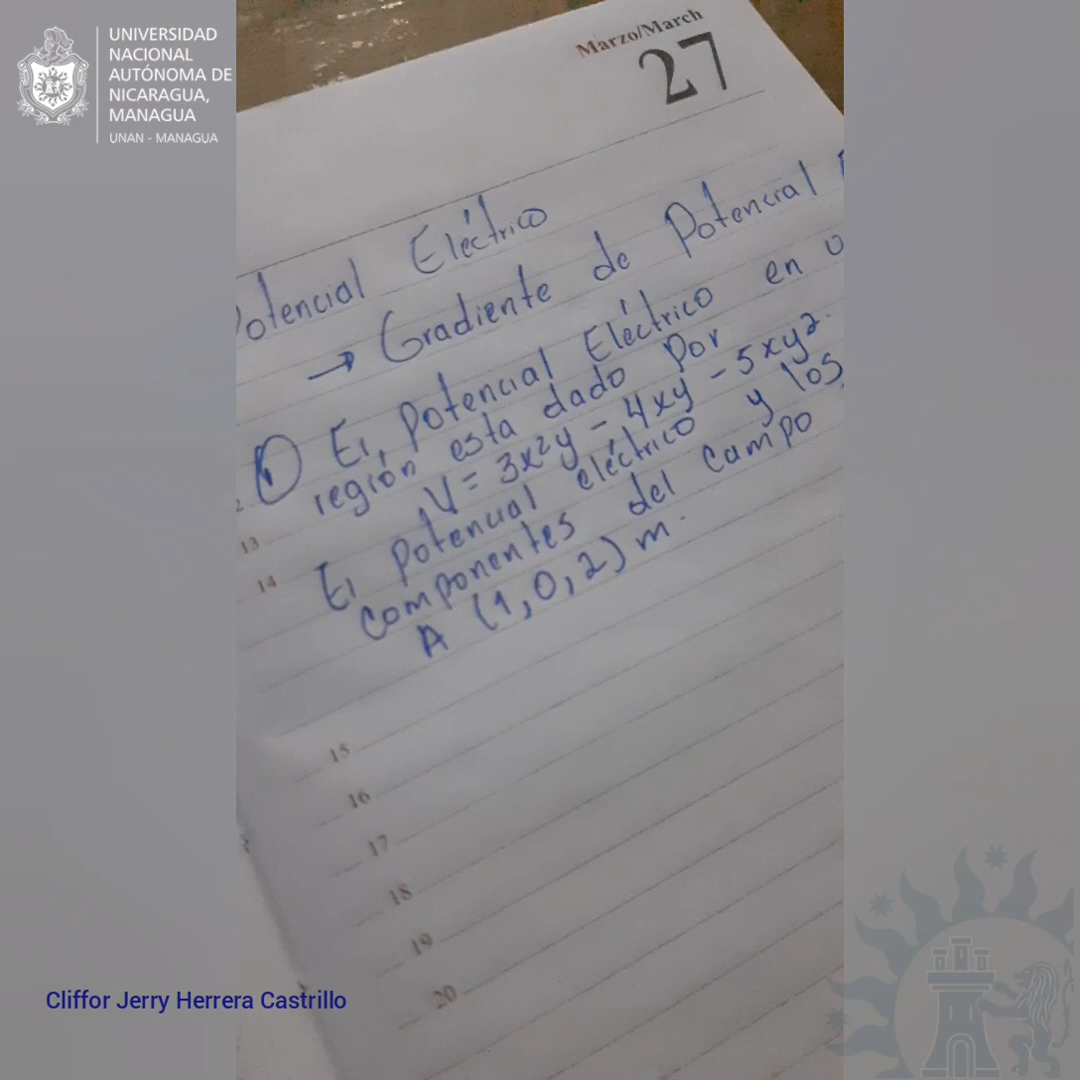 UNIVERSIDAD
NACIONAL
AUTÓNOMA DE
NICARAGUA,
MANAGUA
UNAN - MANAGUA
Marzo/March
27
Potencial Eléctrico
→ Gradiente de Potencial
① El potencial Eléctrico en
región esta dado por
V = 3x²y - 4xy - 5xy².
El potencial eléctrico y los
componentes del campo
A (1,0,2) m.
13
14
15
16
17
18
19
20
Cliffor Jerry Herrera Castrillo